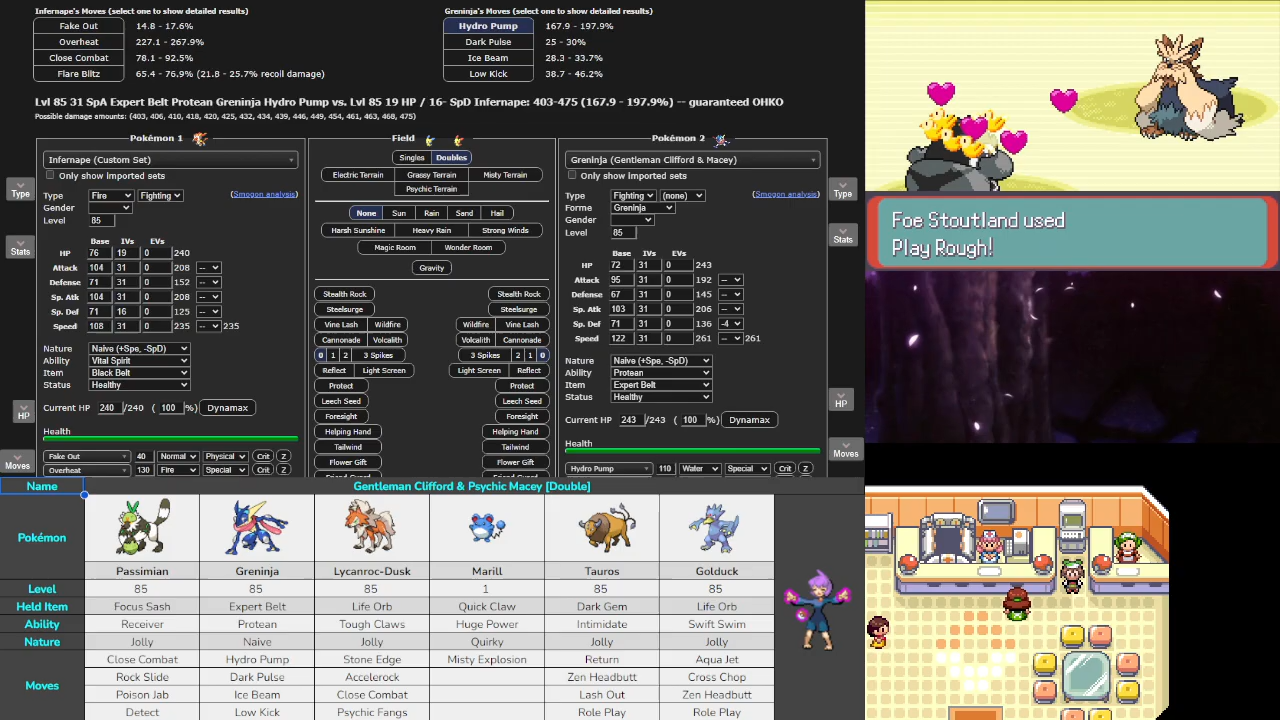 Infernape's Moves (select one to show detailed results)
Fake Out 14.8 - 17.6%
Overheat 227.1 - 267.9%
Close Combat 78.1 - 92.5%
Flare Blitz 65.4 - 76.9% (21.8 - 25.7% recoil damage)
Greninja's Moves (select one to show detailed results)
Hydro Pump 167.9 - 197.9%
Dark Pulse 25 - 30%
Ice Beam 28.3 - 33.7%
Low Kick 38.7 - 46.2%
Lvl 85 31 SpA Expert Belt Protean Greninja Hydro Pump vs. Lvl 85 19 HP / 16- SpD Infernape: 403-475 (167.9 - 197.9%) -- guaranteed OHKO
Possible damage amounts: (403, 406, 410, 418, 420, 425, 432, 434, 439, 446, 449, 454, 461, 463, 468, 475)
Pokémon 1
Infernape (Custom Set)
Only show imported sets
Type Fire Fighting (Smogon analysis)
Gender
Level 85
Base IVs EVs
HP 76 19 0 240
Attack 104 31 0 208 --
Defense 71 31 0 152 --
Sp. Atk 104 31 0 208 --
Sp. Def 71 16 0 125 --
Speed 108 31 0 235 -- 235
Nature Naive (+Spe, -SpD)
Ability Vital Spirit
Item Black Belt
Status Healthy
Current HP 240 /240 ( 100 %) Dynamax
Health
Fake Out 40 Normal Physical Crit Z
Overheat 130 Fire Special Crit Z
Type
Stats
HP
Moves
Field
Singles Doubles
Electric Terrain Grassy Terrain Misty Terrain
Psychic Terrain
None Sun Rain Sand Hail
Harsh Sunshine Heavy Rain Strong Winds
Magic Room Wonder Room
Gravity
Stealth Rock Stealth Rock
Steelsurge Steelsurge
Vine Lash Wildfire Wildfire Vine Lash
Cannonade Volcalith Volcalith Cannonade
0 1 2 3 Spikes 3 Spikes 2 1 0
Reflect Light Screen Light Screen Reflect
Protect Protect
Leech Seed Leech Seed
Foresight Foresight
Helping Hand Helping Hand
Tailwind Tailwind
Flower Gift Flower Gift
Pokémon 2
Greninja (Gentleman Clifford & Macey)
Only show imported sets
Type Fighting (none) (Smogon analysis)
Forme Greninja
Gender
Level 85
Base IVs EVs
HP 72 31 0 243
Attack 95 31 0 192 --
Defense 67 31 0 145 --
Sp. Atk 103 31 0 206 --
Sp. Def 71 31 0 136 -4
Speed 122 31 0 261 -- 261
Nature Naive (+Spe, -SpD)
Ability Protean
Item Expert Belt
Status Healthy
Current HP 243 /243 ( 100 %) Dynamax
Health
Hydro Pump 110 Water Special Crit Z
Type
Stats
HP
Moves
Foe Stoutland used
Play Rough!
Name Gentleman Clifford & Psychic Macey [Double]
Pokémon Passimian Greninja Lycanroc-Dusk Marill Tauros Golduck
Level 85 85 85 1 85 85
Held Item Focus Sash Expert Belt Life Orb Quick Claw Dark Gem Life Orb
Ability Receiver Protean Tough Claws Huge Power Intimidate Swift Swim
Nature Jolly Naive Jolly Quirky Jolly Jolly
Moves
Close Combat Hydro Pump Stone Edge Misty Explosion Return Aqua Jet
Rock Slide Dark Pulse Accelerock Zen Headbutt Cross Chop
Poison Jab Ice Beam Close Combat Lash Out Zen Headbutt
Detect Low Kick Psychic Fangs Role Play Role Play